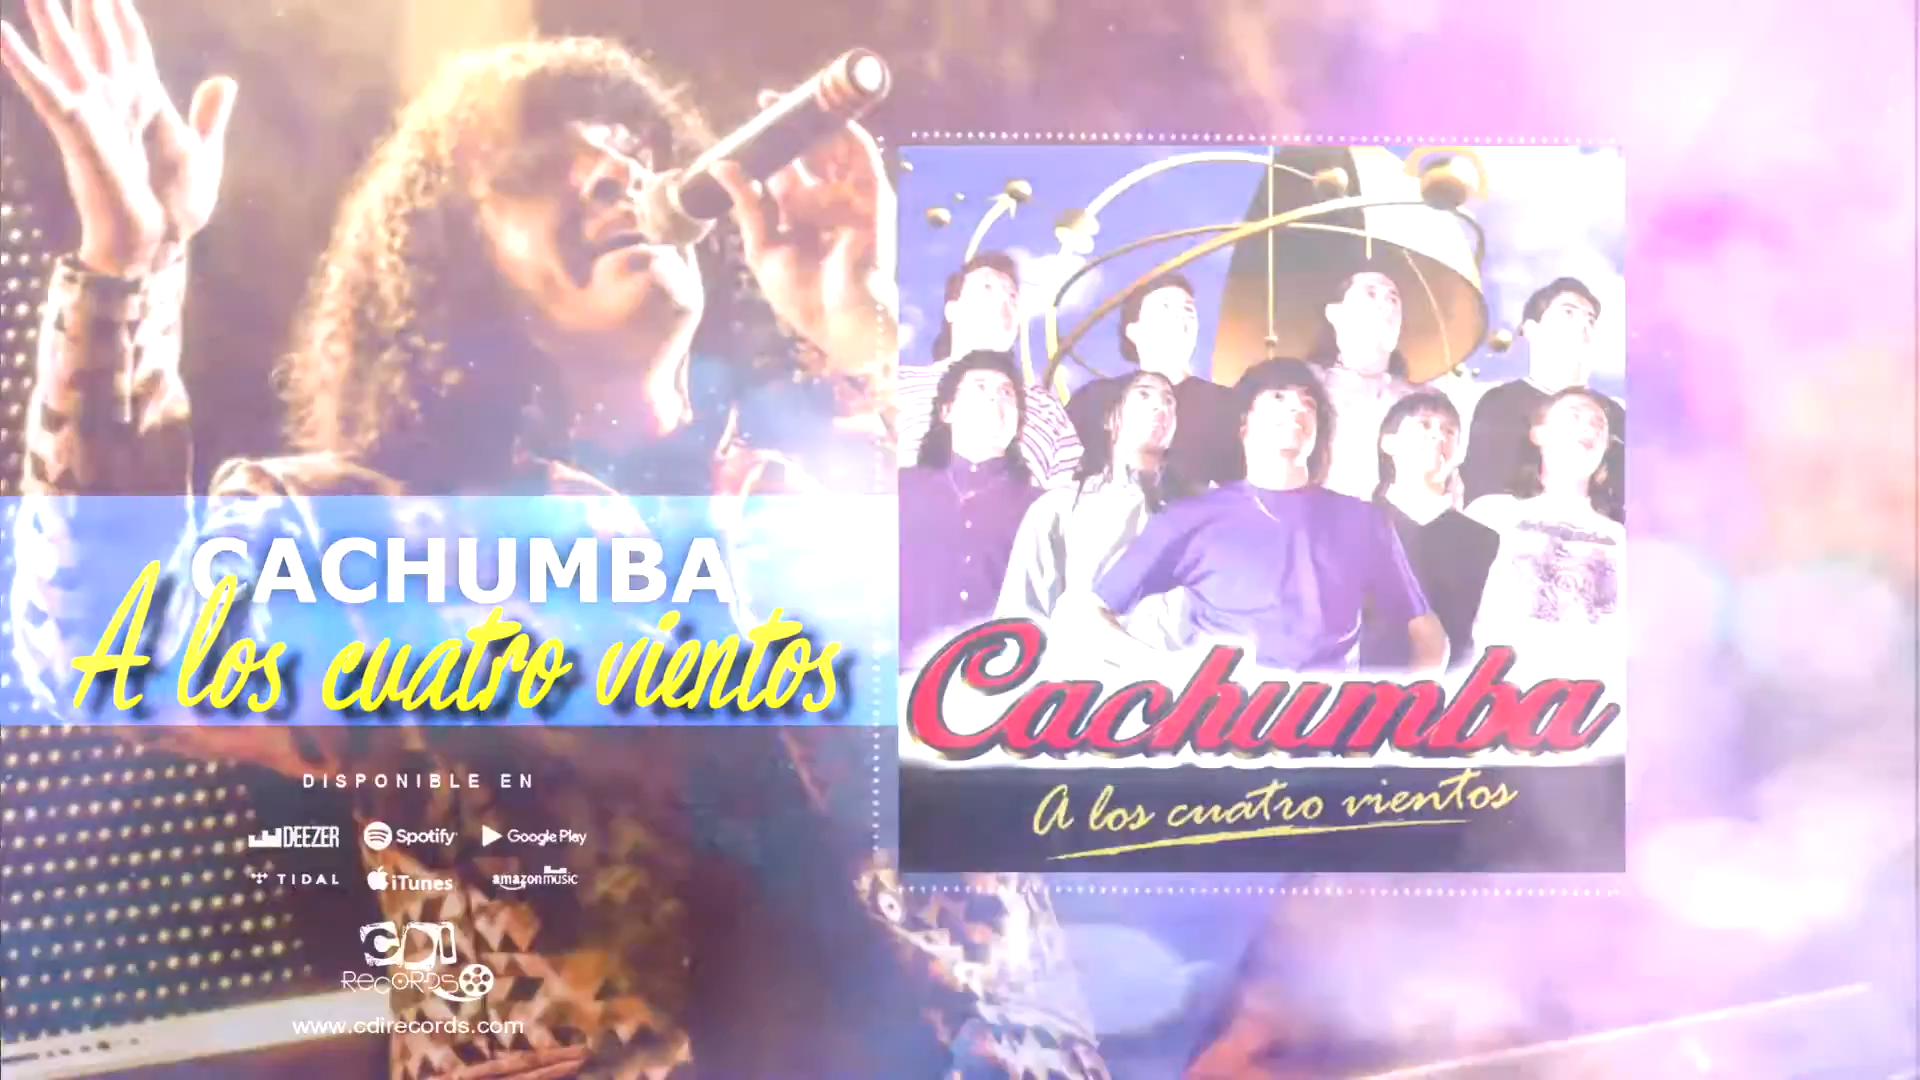 CACHUMBA
A los cuatro vientos
DISPONIBLE EN
DEEZER
Spotify
Google Play
TIDAL
iTunes
amazon music
CDI
RECORDS
www.cdirecords.com
Cachumba
A los cuatro vientos